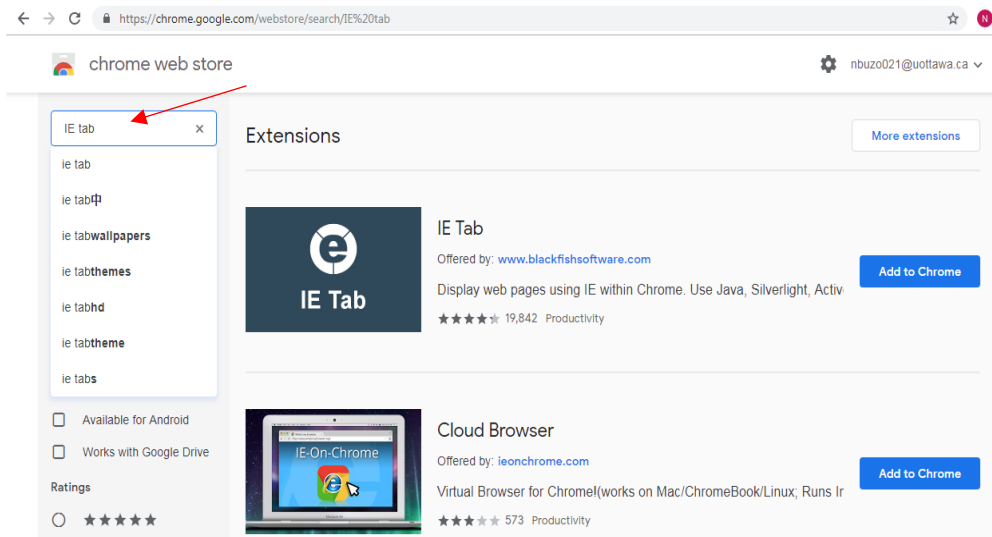 https://chrome.google.com/webstore/search/IE%20tab
N
chrome web store
nbuzo021@uottawa.ca
IE tab
ie tab
ie tab中
ie tabwallpapers
ie tabthemes
ie tabhd
ie tabtheme
ie tabs
Available for Android
Works with Google Drive
Ratings
Extensions
More extensions
IE Tab
IE Tab
Offered by: www.blackfishsoftware.com
Display web pages using IE within Chrome. Use Java, Silverlight, Activ
19,842 Productivity
Add to Chrome
IE-On-Chrome
Cloud Browser
Offered by: ieonchrome.com
Virtual Browser for Chrome!(works on Mac/ChromeBook/Linux; Runs Ir
573 Productivity
Add to Chrome